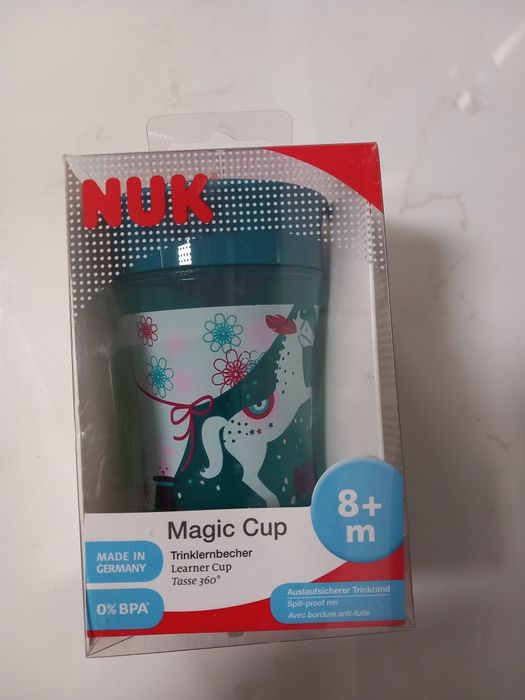 NUK®
8+
m
Magic Cup
Trinklernbecher
Learner Cup
Tasse 360°
MADE IN
GERMANY
0% BPA*
Auslaufsicherer Trinkrand
Spill-proof rim
Avec bordure anti-fuite